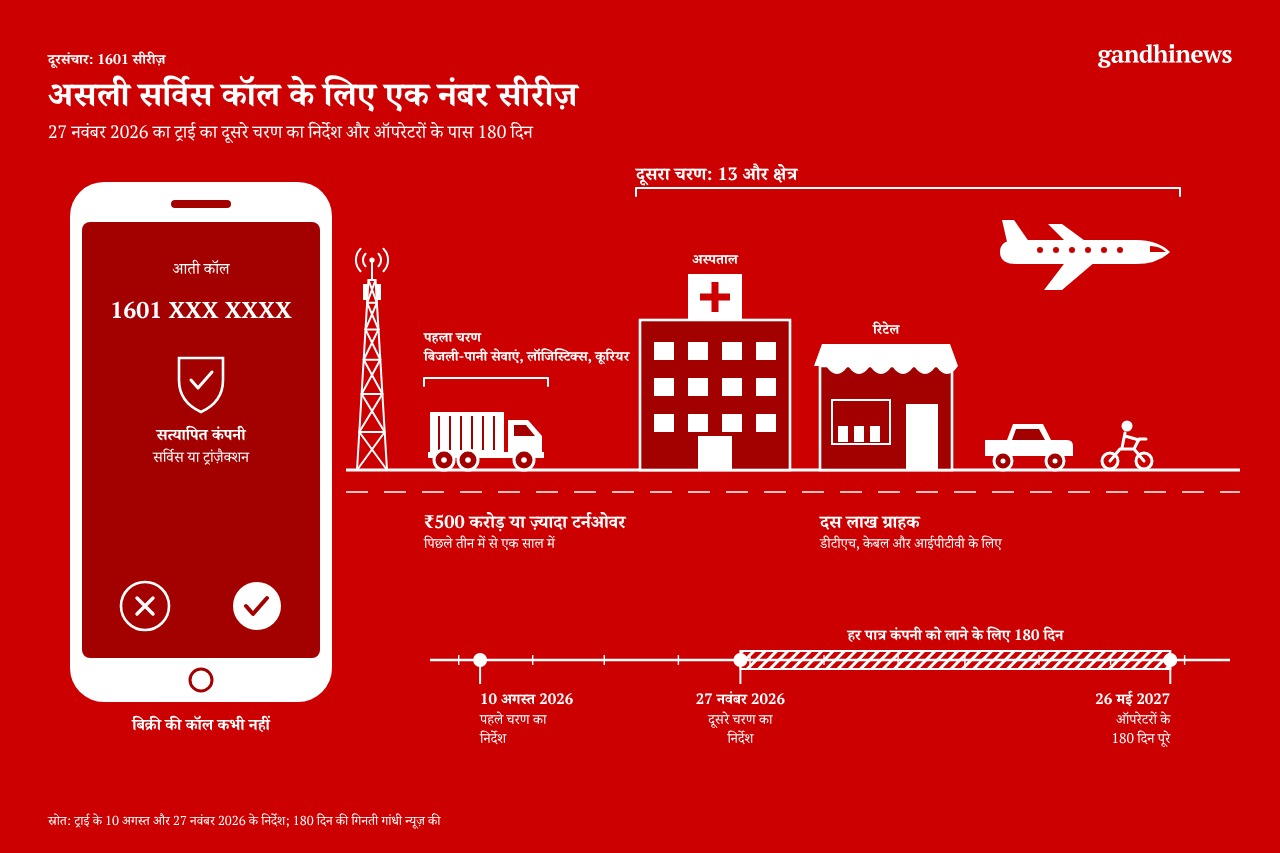 दूरसंचार: 1601 सीरीज़
gandhinews
असली सर्विस कॉल के लिए एक नंबर सीरीज़
27 नवंबर 2026 का ट्राई का दूसरे चरण का निर्देश और ऑपरेटरों के पास 180 दिन
दूसरा चरण: 13 और क्षेत्र
आती कॉल
1601 XXX XXXX
सत्यापित कंपनी
सर्विस या ट्रांज़ैक्शन
बिक्री की कॉल कभी नहीं
पहला चरण
बिजली-पानी सेवाएं, लॉजिस्टिक्स, कूरियर
अस्पताल
रिटेल
₹500 करोड़ या ज़्यादा टर्नओवर
पिछले तीन में से एक साल में
दस लाख ग्राहक
डीटीएच, केबल और आईपीटीवी के लिए
हर पात्र कंपनी को लाने के लिए 180 दिन
10 अगस्त 2026
पहले चरण का
निर्देश
27 नवंबर 2026
दूसरे चरण का
निर्देश
26 मई 2027
ऑपरेटरों के
180 दिन पूरे
स्रोत: ट्राई के 10 अगस्त और 27 नवंबर 2026 के निर्देश; 180 दिन की गिनती गांधी न्यूज़ की